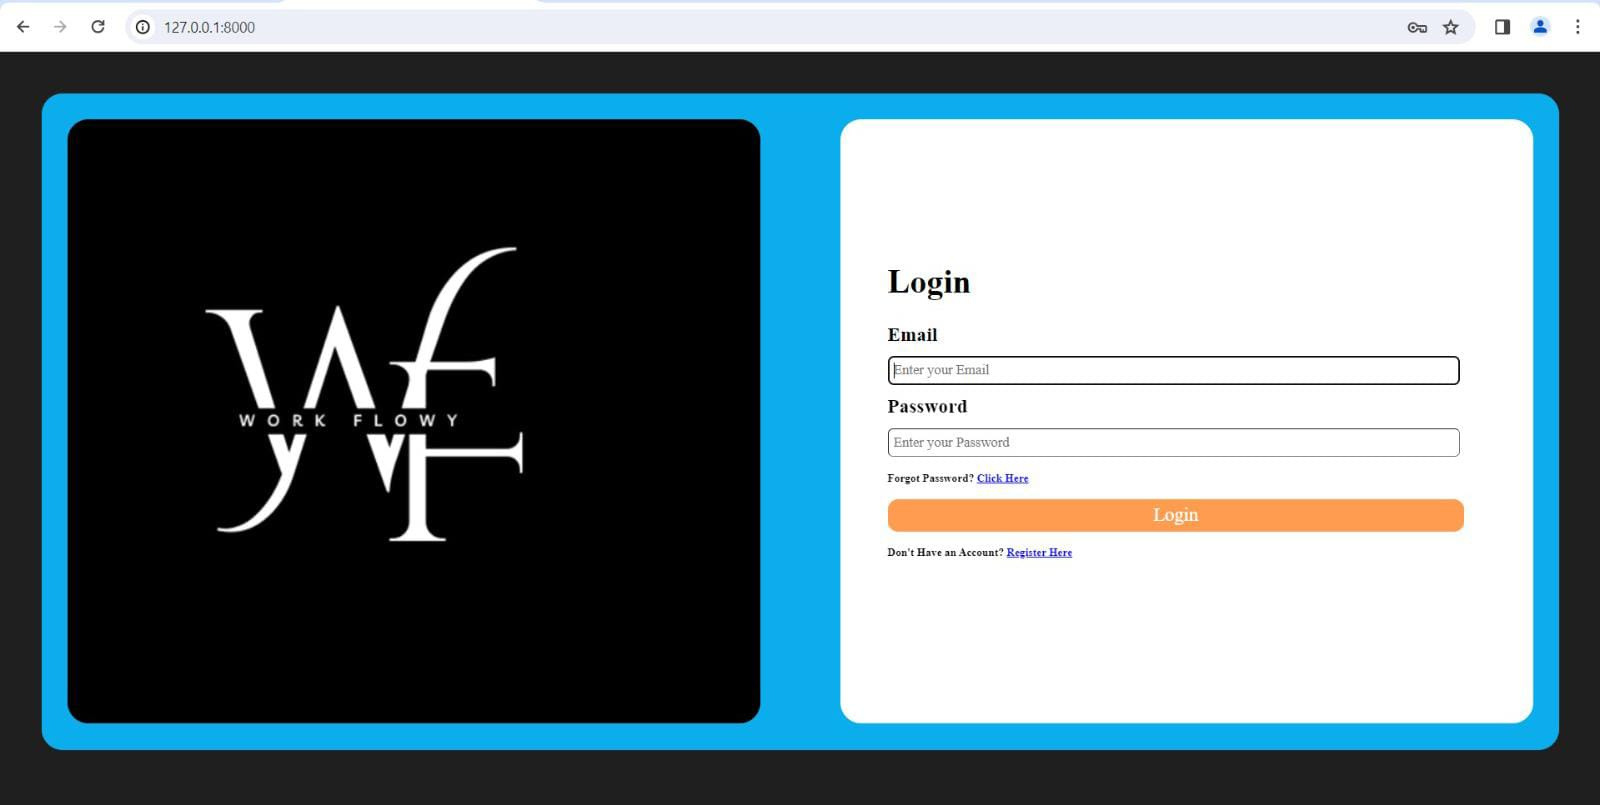 127.0.0.1:8000
WF
WORK FLOWY
Login
Email
Enter your Email
Password
Enter your Password
Forgot Password? Click Here
Login
Don't Have an Account? Register Here